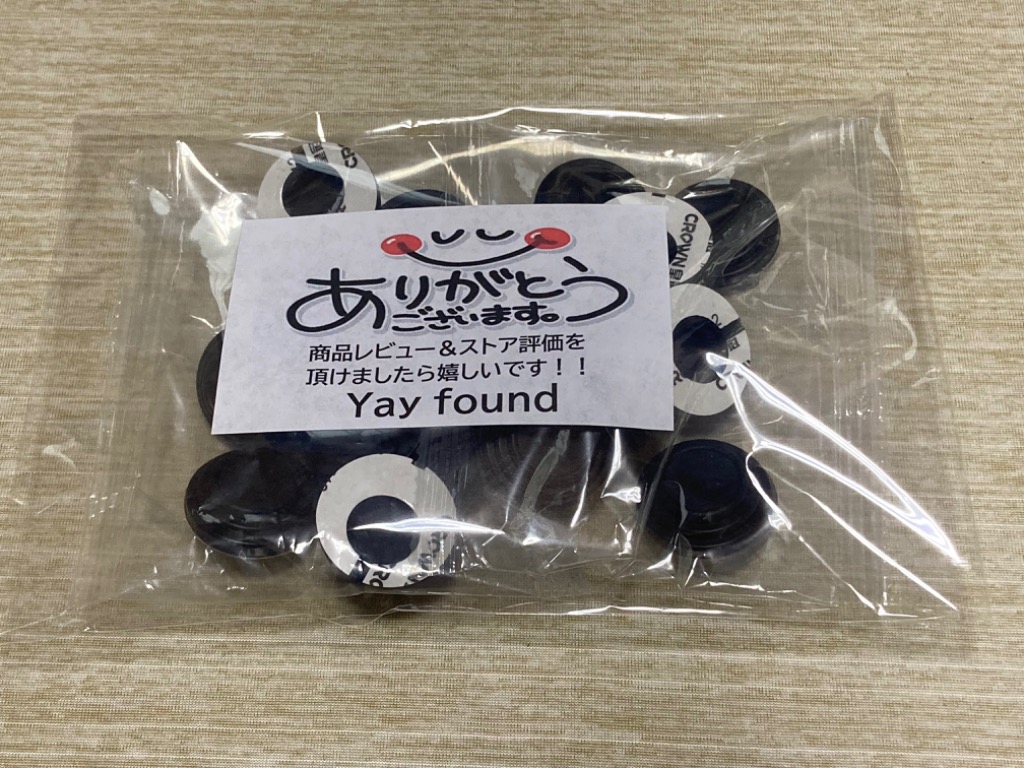 ありがとう
ございます。
商品レビュー＆ストア評価を
頂けましたら嬉しいです！！
Yay found
CROWN